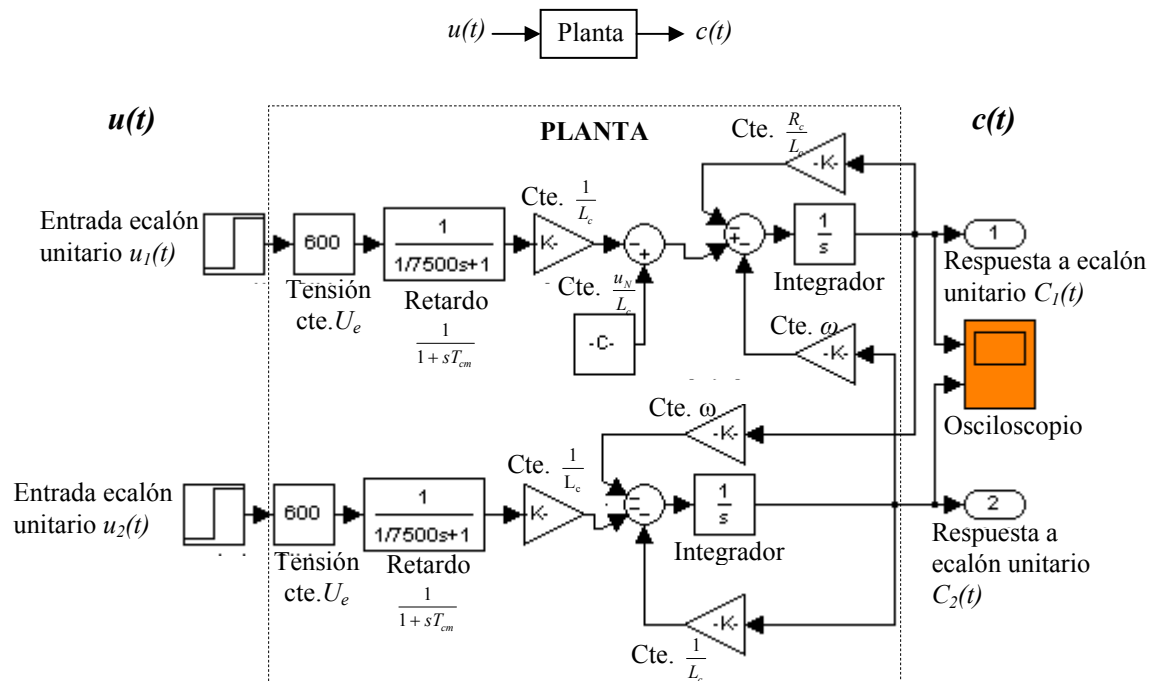 u(t) Planta c(t)
u(t) PLANTA c(t)
Cte. R_c/L_c
-K-
Entrada ecalón
unitario u_1(t)
600
Tensión
cte.U_e
1
1/7500s+1
Retardo
1
1 + sT_cm
Cte. 1/L_c
K-
- +
Cte. u_N/L_c
-C-
- + -
1
s
Integrador
Cte. ω
-K-
1
Respuesta a ecalón
unitario C_1(t)
Osciloscopio
Cte. ω
-K-
Entrada ecalón
unitario u_2(t)
600
Tensión
cte.U_e
1
1/7500s+1
Retardo
1
1 + sT_cm
Cte. 1/L_c
K-
- - -
1
s
Integrador
-K-
Cte. 1/L_c
2
Respuesta a
ecalón unitario
C_2(t)